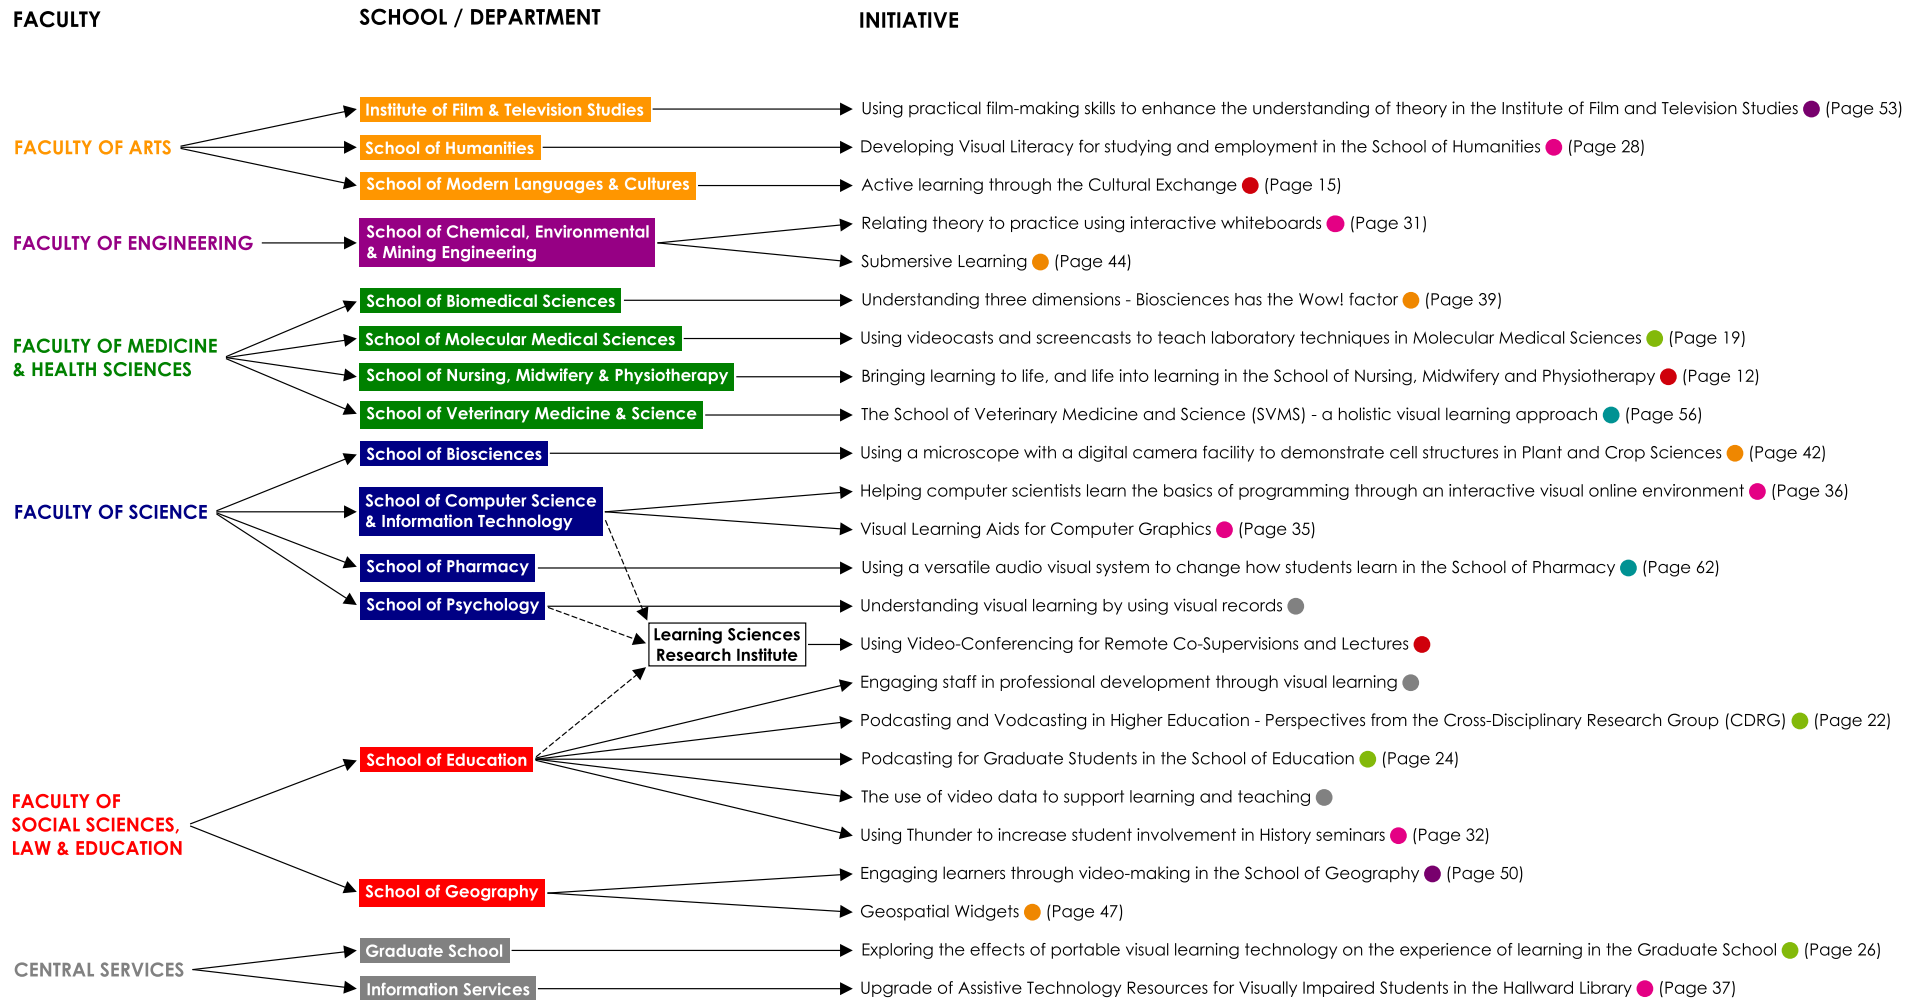 FACULTY
SCHOOL / DEPARTMENT
INITIATIVE
FACULTY OF ARTS
Institute of Film & Television Studies
Using practical film-making skills to enhance the understanding of theory in the Institute of Film and Television Studies (Page 53)
School of Humanities
Developing Visual Literacy for studying and employment in the School of Humanities (Page 28)
School of Modern Languages & Cultures
Active learning through the Cultural Exchange (Page 15)
FACULTY OF ENGINEERING
School of Chemical, Environmental
& Mining Engineering
Relating theory to practice using interactive whiteboards (Page 31)
Submersive Learning (Page 44)
FACULTY OF MEDICINE
& HEALTH SCIENCES
School of Biomedical Sciences
Understanding three dimensions - Biosciences has the Wow! factor (Page 39)
School of Molecular Medical Sciences
Using videocasts and screencasts to teach laboratory techniques in Molecular Medical Sciences (Page 19)
School of Nursing, Midwifery & Physiotherapy
Bringing learning to life, and life into learning in the School of Nursing, Midwifery and Physiotherapy (Page 12)
School of Veterinary Medicine & Science
The School of Veterinary Medicine and Science (SVMS) - a holistic visual learning approach (Page 56)
FACULTY OF SCIENCE
School of Biosciences
Using a microscope with a digital camera facility to demonstrate cell structures in Plant and Crop Sciences (Page 42)
School of Computer Science
& Information Technology
Helping computer scientists learn the basics of programming through an interactive visual online environment (Page 36)
Visual Learning Aids for Computer Graphics (Page 35)
School of Pharmacy
Using a versatile audio visual system to change how students learn in the School of Pharmacy (Page 62)
School of Psychology
Understanding visual learning by using visual records
Learning Sciences
Research Institute
Using Video-Conferencing for Remote Co-Supervisions and Lectures
FACULTY OF
SOCIAL SCIENCES,
LAW & EDUCATION
School of Education
Engaging staff in professional development through visual learning
Podcasting and Vodcasting in Higher Education - Perspectives from the Cross-Disciplinary Research Group (CDRG) (Page 22)
Podcasting for Graduate Students in the School of Education (Page 24)
The use of video data to support learning and teaching
Using Thunder to increase student involvement in History seminars (Page 32)
School of Geography
Engaging learners through video-making in the School of Geography (Page 50)
Geospatial Widgets (Page 47)
CENTRAL SERVICES
Graduate School
Exploring the effects of portable visual learning technology on the experience of learning in the Graduate School (Page 26)
Information Services
Upgrade of Assistive Technology Resources for Visually Impaired Students in the Hallward Library (Page 37)